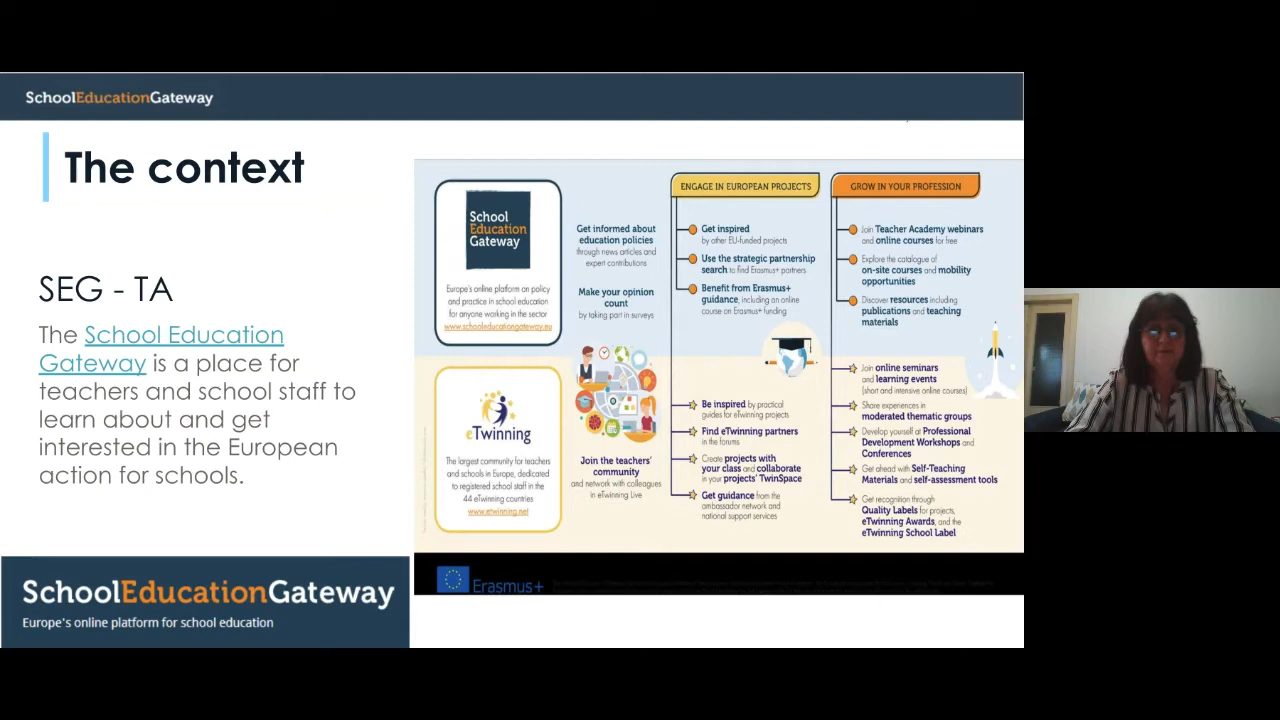 SchoolEducationGateway
The context
SEG - TA
The School Education
Gateway is a place for
teachers and school staff to
learn about and get
interested in the European
action for schools.
SchoolEducationGateway
Europe's online platform for school education
School
Education
Gateway
Europe's online platform on policy
and practice in school education
for anyone working in the sector
www.schooleducationgateway.eu
Get informed about
education policies
through news articles and
expert contributions
Make your opinion
count
by taking part in surveys
ENGAGE IN EUROPEAN PROJECTS
Get inspired
by other EU-funded projects
Use the strategic partnership
search to find Erasmus+ partners
Benefit from Erasmus+
guidance, including an online
course on Erasmus+ funding
GROW IN YOUR PROFESSION
Join Teacher Academy webinars
and online courses for free
Explore the catalogue of
on-site courses and mobility
opportunities
Discover resources including
publications and teaching
materials
eTwinning
The largest community for teachers
and schools in Europe, dedicated
to registered school staff in the
44 eTwinning countries
www.etwinning.net
Join the teachers'
community
and network with colleagues
in eTwinning Live
Be inspired by practical
guides for eTwinning projects
Find eTwinning partners
in the forums
Create projects with
your class and collaborate
in your projects' TwinSpace
Get guidance from the
ambassador network and
national support services
Join online seminars
and learning events
(short and intensive online courses)
Share experiences in
moderated thematic groups
Develop yourself at Professional
Development Workshops and
Conferences
Get ahead with Self-Teaching
Materials and self-assessment tools
Get recognition through
Quality Labels for projects,
eTwinning Awards, and the
eTwinning School Label
Erasmus+